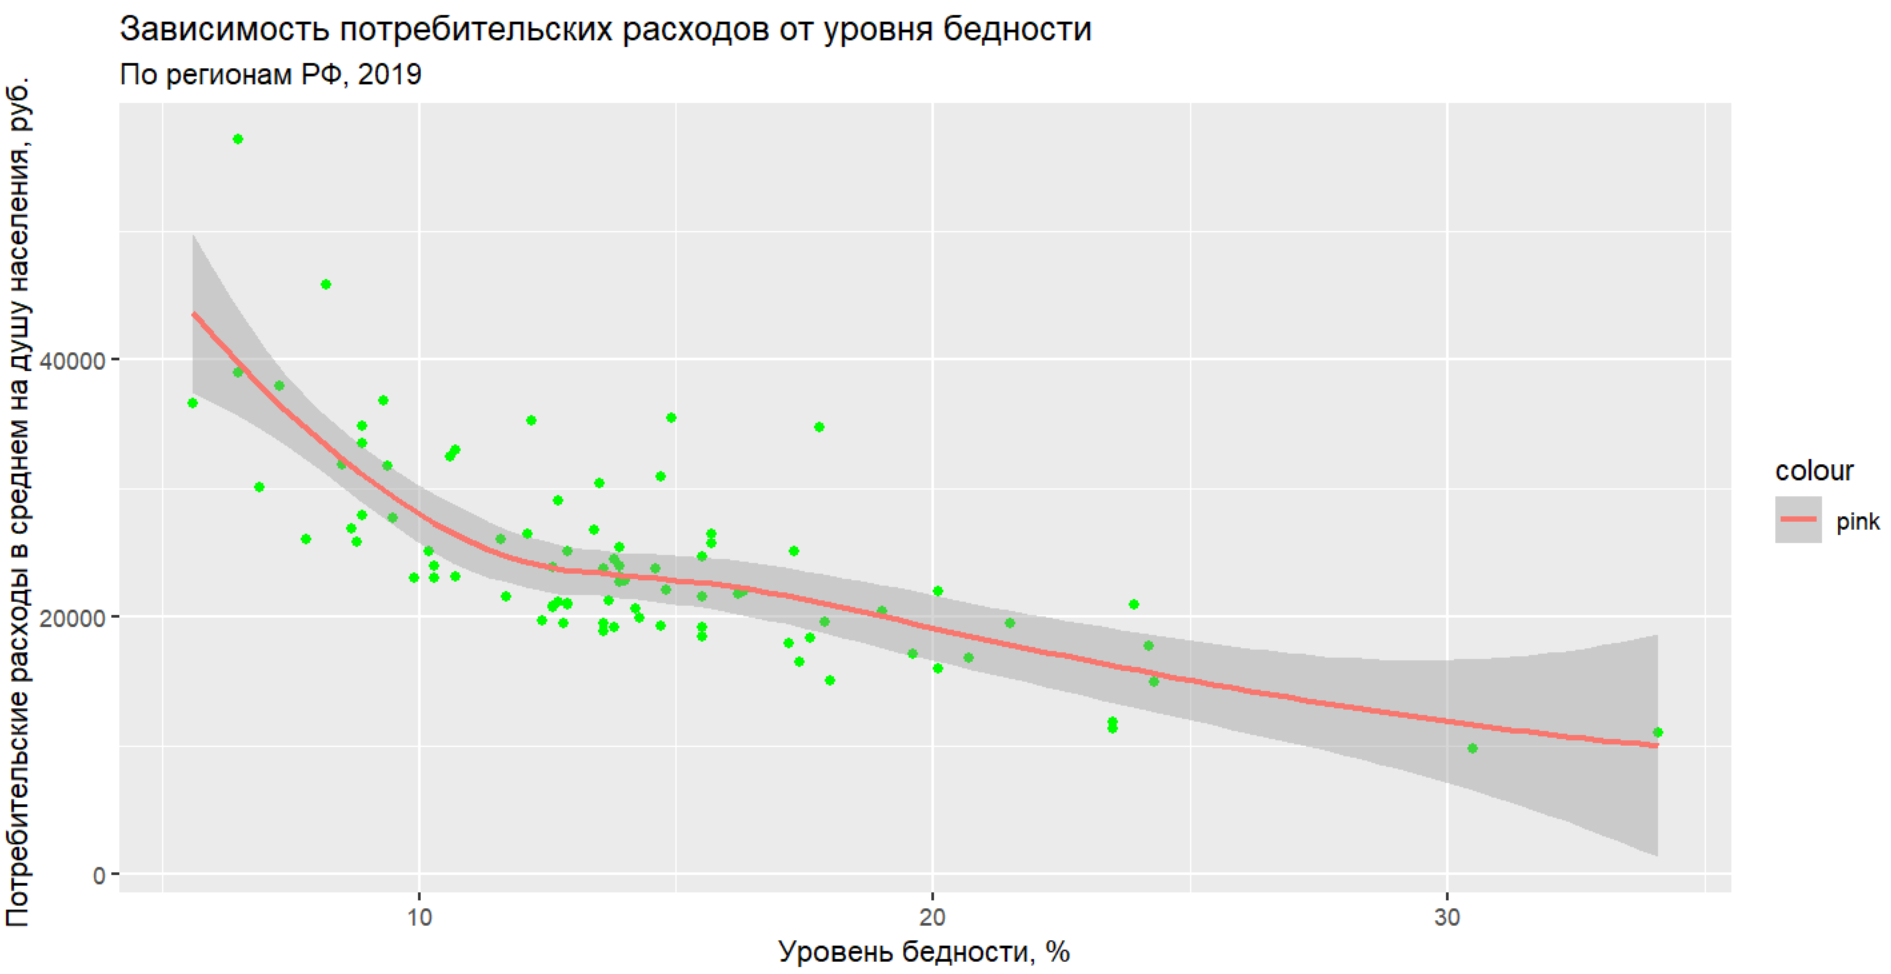 Зависимость потребительских расходов от уровня бедности
По регионам РФ, 2019
Потребительские расходы в среднем на душу населения, руб.
40000
20000
0
10
20
30
Уровень бедности, %
colour
pink